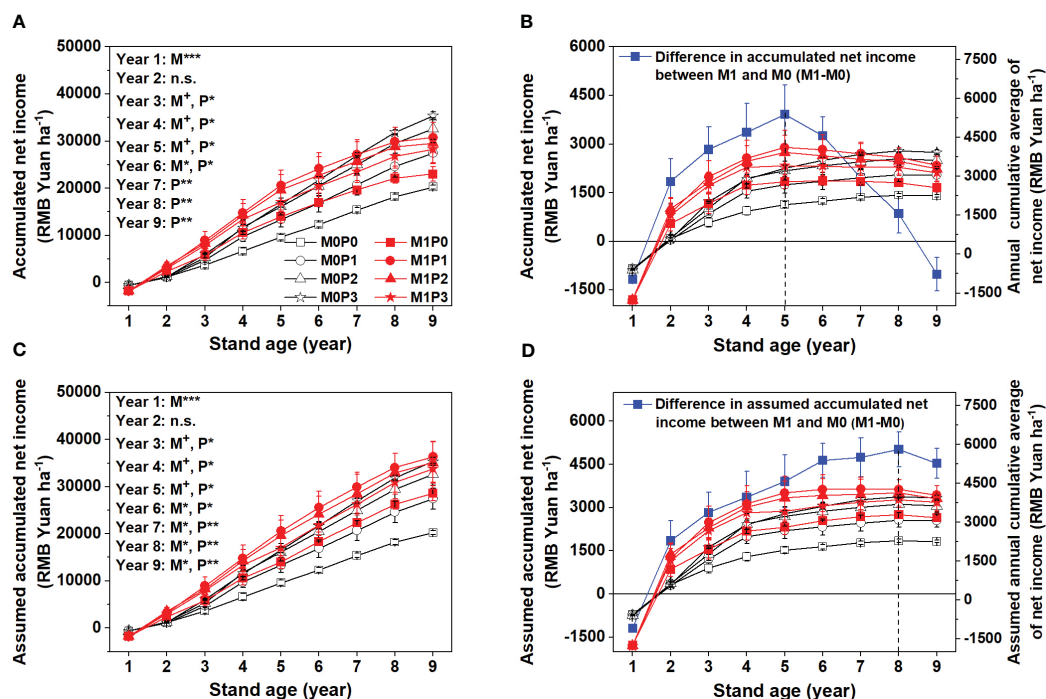 A
Accumulated net income
(RMB Yuan ha-1)
50000
40000
30000
20000
10000
0
Year 1: M***
Year 2: n.s.
Year 3: M+, P*
Year 4: M+, P*
Year 5: M+, P*
Year 6: M*, P*
Year 7: P**
Year 8: P**
Year 9: P**
M0P0
M1P0
M0P1
M1P1
M0P2
M1P2
M0P3
M1P3
1 2 3 4 5 6 7 8 9
Stand age (year)
B
Accumulated net income
(RMB Yuan ha-1)
6000
4500
3000
1500
0
-1500
Difference in accumulated net income
between M1 and M0 (M1-M0)
7500
6000
4500
3000
1500
0
-1500
Annual cumulative average of
net income (RMB Yuan ha-1)
1 2 3 4 5 6 7 8 9
Stand age (year)
C
Assumed accumulated net income
(RMB Yuan ha-1)
50000
40000
30000
20000
10000
0
Year 1: M***
Year 2: n.s.
Year 3: M+, P*
Year 4: M+, P*
Year 5: M+, P*
Year 6: M*, P*
Year 7: M*, P**
Year 8: M*, P**
Year 9: M*, P**
1 2 3 4 5 6 7 8 9
Stand age (year)
D
Assumed accumulated net income
(RMB Yuan ha-1)
6000
4500
3000
1500
0
-1500
Difference in assumed accumulated net
income between M1 and M0 (M1-M0)
7500
6000
4500
3000
1500
0
-1500
Assumed annual cumulative average
of net income (RMB Yuan ha-1)
1 2 3 4 5 6 7 8 9
Stand age (year)